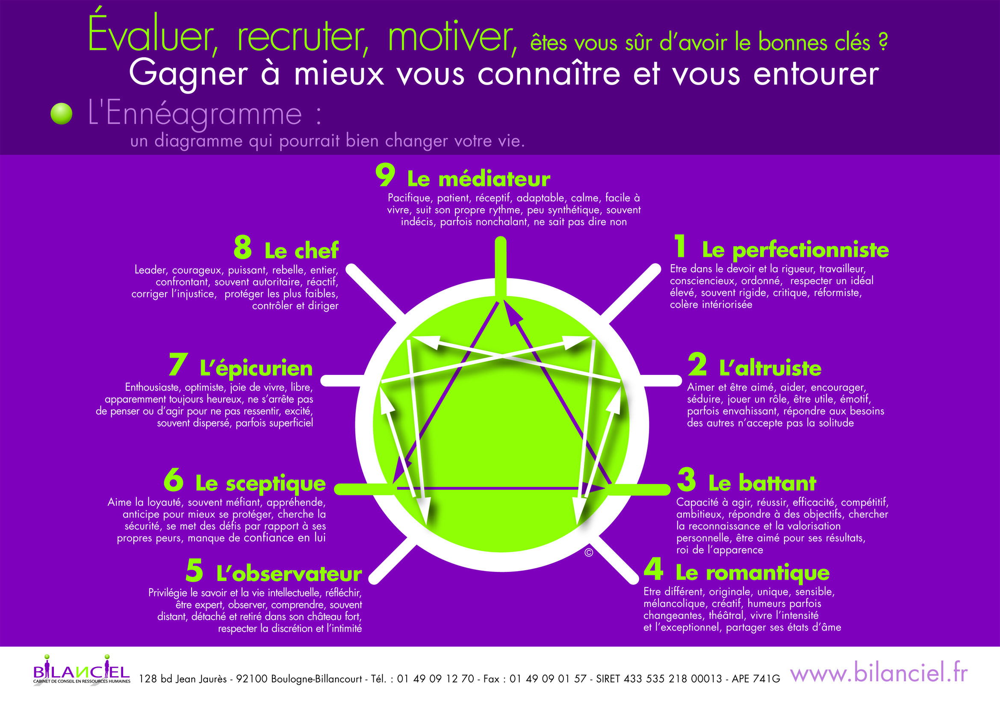 Évaluer, recruter, motiver, êtes vous sûr d’avoir le bonnes clés ?
Gagner à mieux vous connaître et vous entourer
L'Ennéagramme :
un diagramme qui pourrait bien changer votre vie.
9 Le médiateur
Pacifique, patient, réceptif, adaptable, calme, facile à
vivre, suit son propre rythme, peu synthétique, souvent
indécis, parfois nonchalant, ne sait pas dire non
8 Le chef
Leader, courageux, puissant, rebelle, entier,
confrontant, souvent autoritaire, réactif,
corriger l’injustice, protéger les plus faibles,
contrôler et diriger
1 Le perfectionniste
Etre dans le devoir et la rigueur, travailleur,
consciencieux, ordonné, respecter un idéal
élevé, souvent rigide, critique, réformiste,
colère intériorisée
7 L’épicurien
Enthousiaste, optimiste, joie de vivre, libre,
apparemment toujours heureux, ne s’arrête pas
de penser ou d’agir pour ne pas ressentir, excité,
souvent dispersé, parfois superficiel
2 L’altruiste
Aimer et être aimé, aider, encourager,
séduire, jouer un rôle, être utile, émotif,
parfois envahissant, répondre aux besoins
des autres n’accepte pas la solitude
6 Le sceptique
Aime la loyauté, souvent méfiant, appréhende,
anticipe pour mieux se protéger, cherche la
sécurité, se met des défis par rapport à ses
propres peurs, manque de confiance en lui
3 Le battant
Capacité à agir, réussir, efficacité, compétitif,
ambitieux, répondre à des objectifs, chercher
la reconnaissance et la valorisation
personnelle, être aimé pour ses résultats,
roi de l’apparence
©
5 L’observateur
Privilégie le savoir et la vie intellectuelle, réfléchir,
être expert, observer, comprendre, souvent
distant, détaché et retiré dans son château fort,
respecter la discrétion et l’intimité
4 Le romantique
Etre différent, originale, unique, sensible,
mélancolique, créatif, humeurs parfois
changeantes, théâtral, vivre l’intensité
et l’exceptionnel, partager ses états d’âme
BiLANCiEL
CABINET DE CONSEIL EN RESSOURCES HUMAINES
128 bd Jean Jaurès - 92100 Boulogne-Billancourt - Tél. : 01 49 09 12 70 - Fax : 01 49 09 01 57 - SIRET 433 535 218 00013 - APE 741G
www.bilanciel.fr